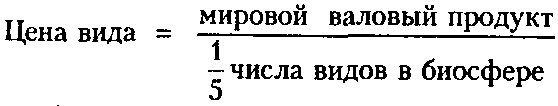 Цена вида = мировой валовый продукт
1
5 числа видов в биосфере